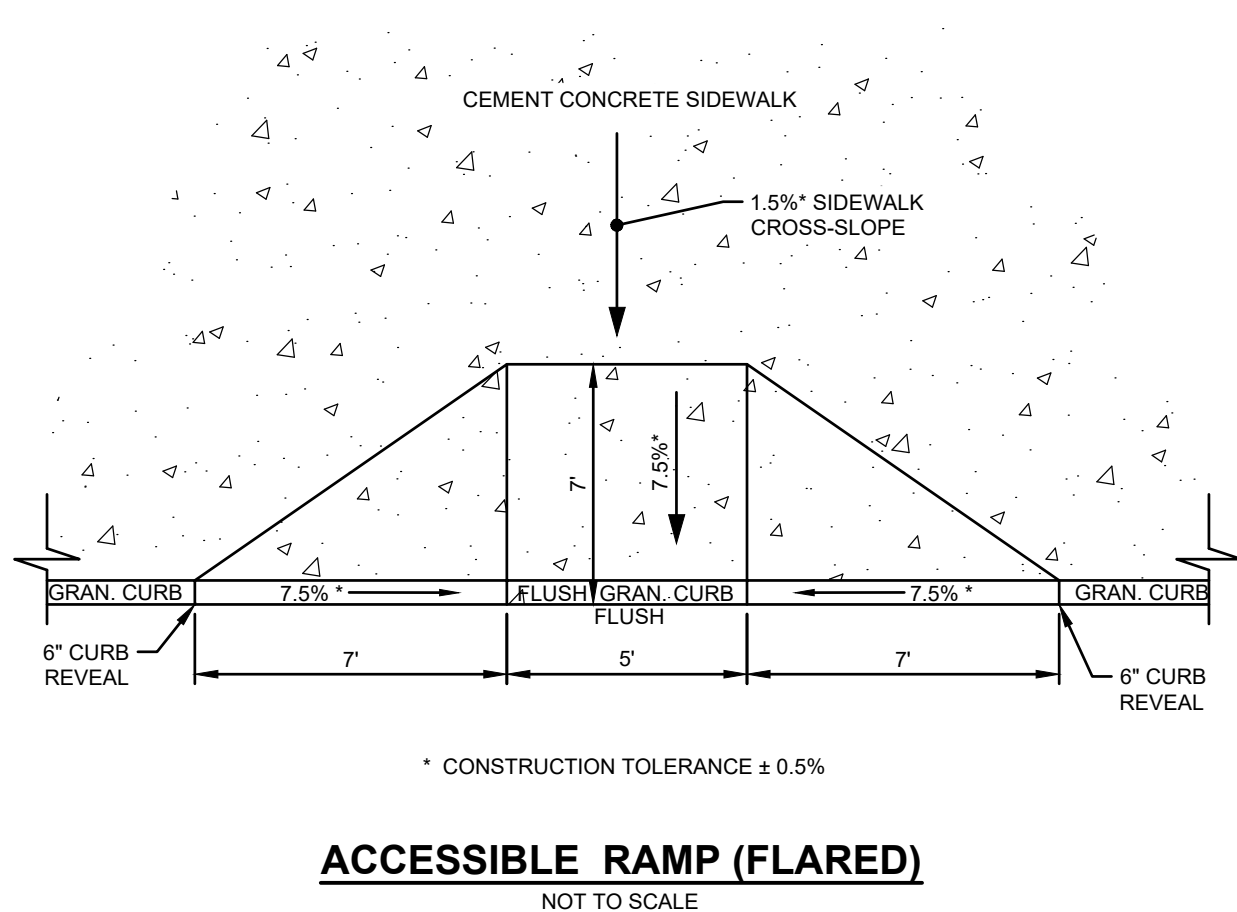 CEMENT CONCRETE SIDEWALK
1.5%* SIDEWALK
CROSS-SLOPE
7'
7.5%*
GRAN. CURB
7.5% *
FLUSH GRAN. CURB
7.5% *
GRAN. CURB
FLUSH
6" CURB
REVEAL
7'
5'
7'
6" CURB
REVEAL
* CONSTRUCTION TOLERANCE ± 0.5%
ACCESSIBLE RAMP (FLARED)
NOT TO SCALE